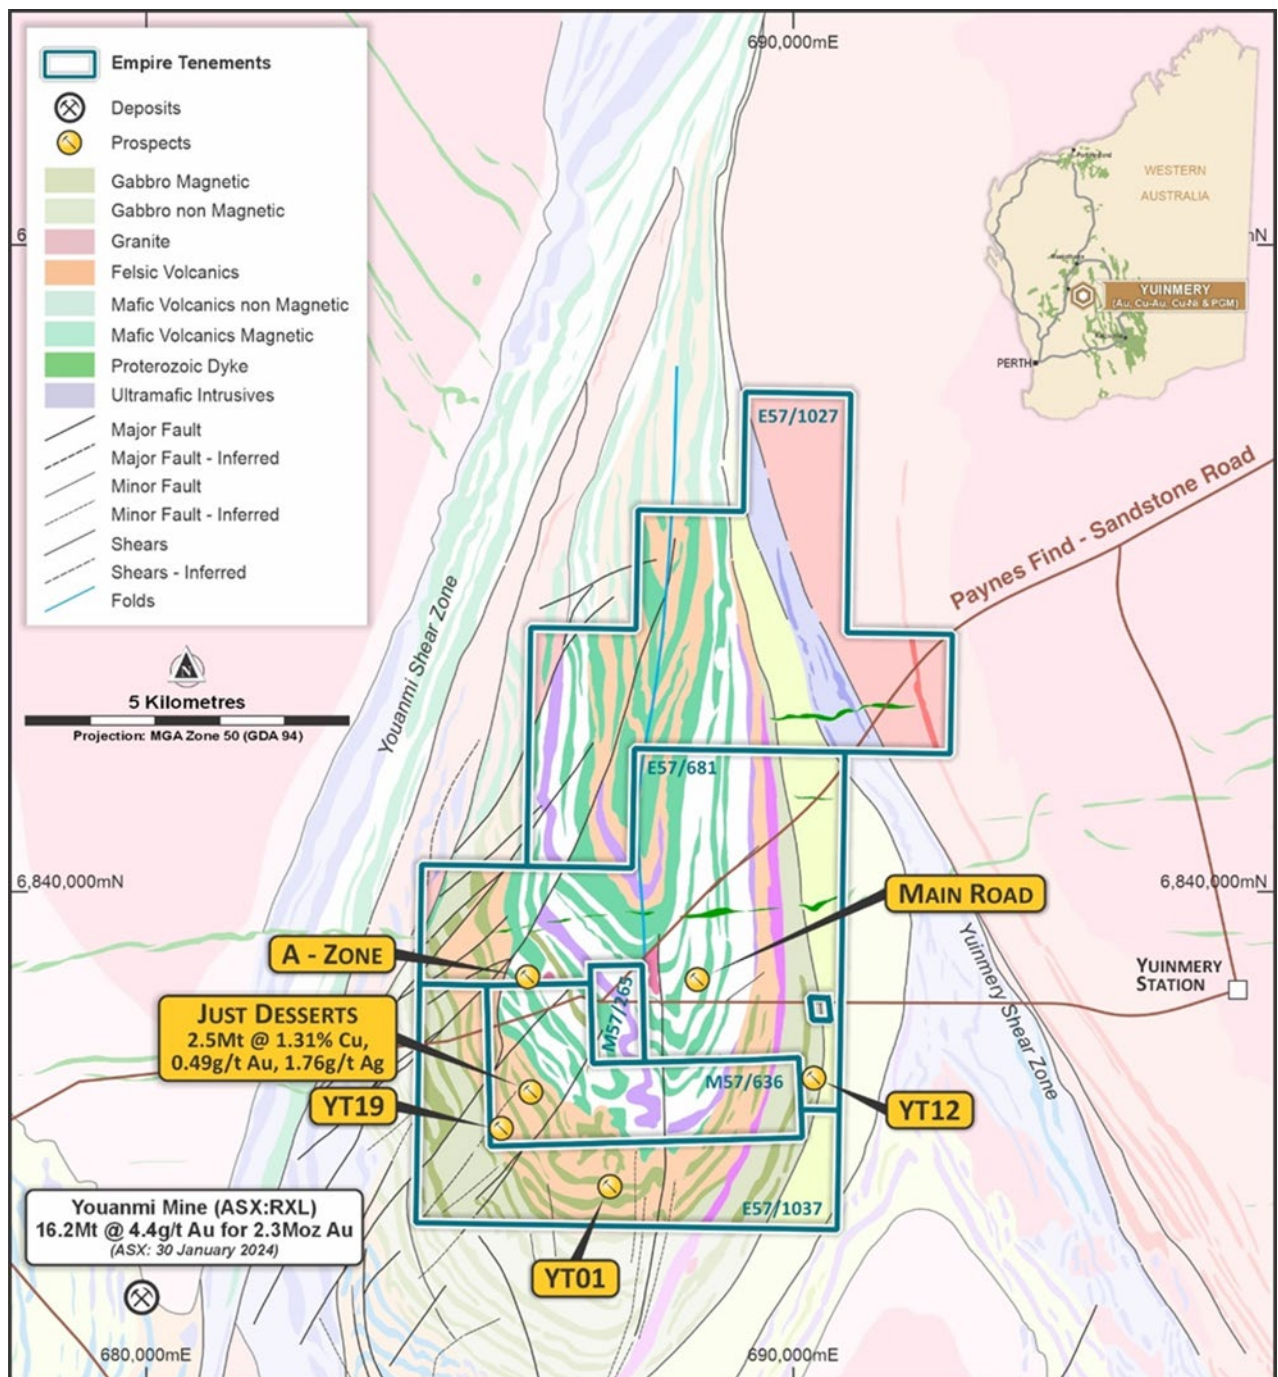 690,000mE
Empire Tenements
Deposits
Prospects
Gabbro Magnetic
Gabbro non Magnetic
Granite
Felsic Volcanics
Mafic Volcanics non Magnetic
Mafic Volcanics Magnetic
Proterozoic Dyke
Ultramafic Intrusives
Major Fault
Major Fault - Inferred
Minor Fault
Minor Fault - Inferred
Shears
Shears - Inferred
Folds
WESTERN
AUSTRALIA
YUINMERY
(Au, Cu-Au, Cu-Ni & PGM)
PERTH
6
mN
N
5 Kilometres
Projection: MGA Zone 50 (GDA 94)
Youanmi Shear Zone
E57/1027
Paynes Find - Sandstone Road
E57/681
6,840,000mN
6,840,000mN
MAIN ROAD
A - ZONE
YUINMERY
STATION
Yuinmery Shear Zone
M57/265
JUST DESSERTS
2.5Mt @ 1.31% Cu,
0.49g/t Au, 1.76g/t Ag
M57/636
YT19
YT12
E57/1037
Youanmi Mine (ASX:RXL)
16.2Mt @ 4.4g/t Au for 2.3Moz Au
(ASX: 30 January 2024)
YT01
680,000mE
690,000mE